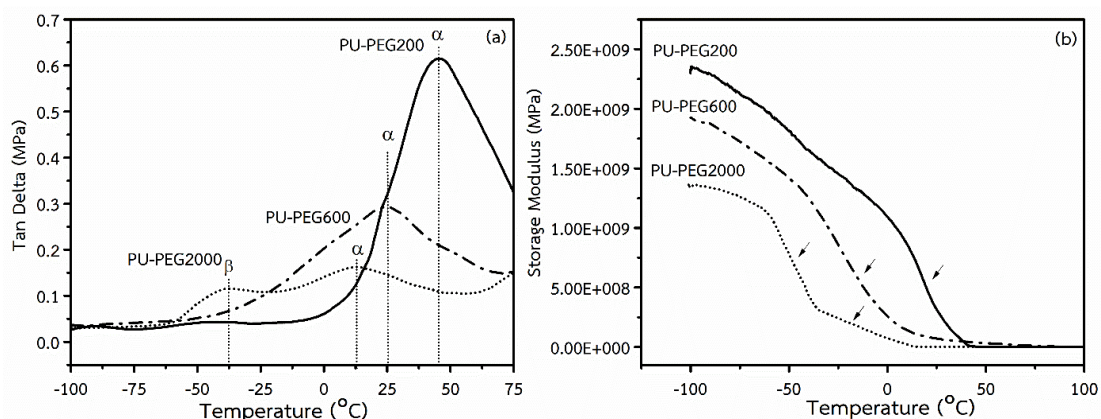 (a)
α
PU-PEG200
α
PU-PEG600
α
PU-PEG2000
β
0.7
0.6
0.5
0.4
0.3
0.2
0.1
0.0
Tan Delta (MPa)
-100 -75 -50 -25 0 25 50 75
Temperature (°C)
(b)
PU-PEG200
PU-PEG600
PU-PEG2000
2.50E+009
2.00E+009
1.50E+009
1.00E+009
5.00E+008
0.00E+000
Storage Modulus (MPa)
-100 -50 0 50 100
Temperature (°C)